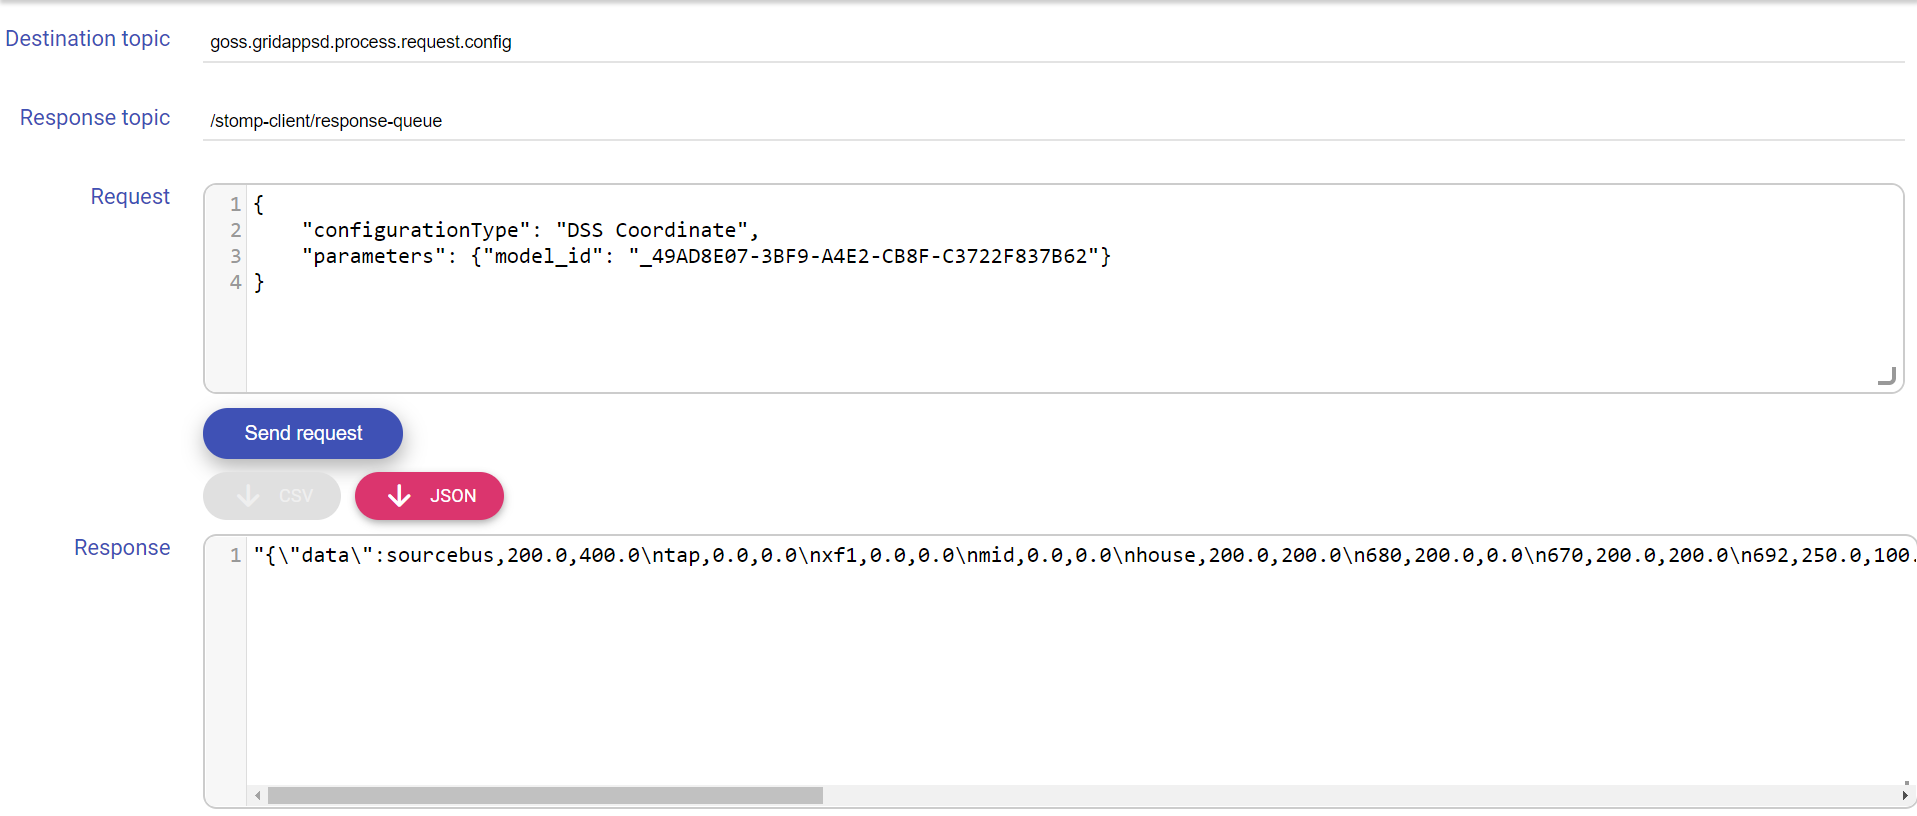 Destination topic
goss.gridappsd.process.request.config
Response topic
/stomp-client/response-queue
Request
1 {
2     "configurationType": "DSS Coordinate",
3     "parameters": {"model_id": "_49AD8E07-3BF9-A4E2-CB8F-C3722F837B62"}
4 }
Send request
CSV
JSON
Response
1 "{\"data\":sourcebus,200.0,400.0\ntap,0.0,0.0\nxf1,0.0,0.0\nmid,0.0,0.0\nhouse,200.0,200.0\n680,200.0,0.0\n670,200.0,200.0\n692,250.0,100.